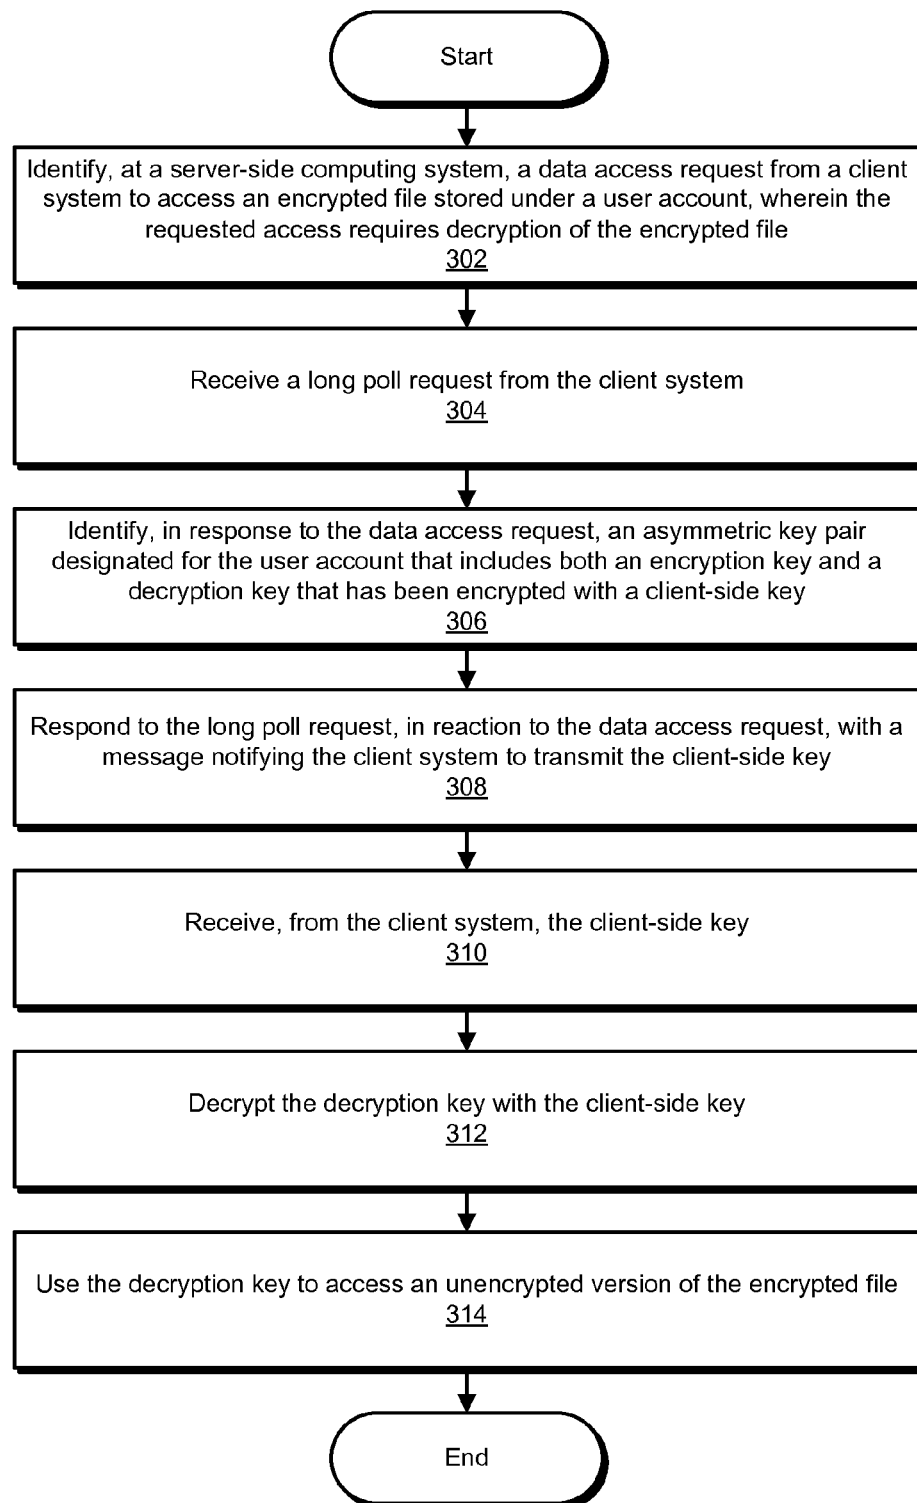 Start
Identify, at a server-side computing system, a data access request from a client
system to access an encrypted file stored under a user account, wherein the
requested access requires decryption of the encrypted file
302
Receive a long poll request from the client system
304
Identify, in response to the data access request, an asymmetric key pair
designated for the user account that includes both an encryption key and a
decryption key that has been encrypted with a client-side key
306
Respond to the long poll request, in reaction to the data access request, with a
message notifying the client system to transmit the client-side key
308
Receive, from the client system, the client-side key
310
Decrypt the decryption key with the client-side key
312
Use the decryption key to access an unencrypted version of the encrypted file
314
End